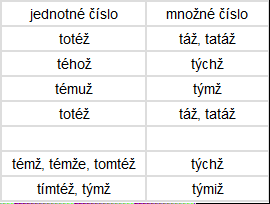 jednotné číslo množné číslo
totéž táž, tatáž
téhož týchž
témuž týmž
totéž táž, tatáž
témž, témže, tomtéž týchž
tímtéž, týmž týmiž